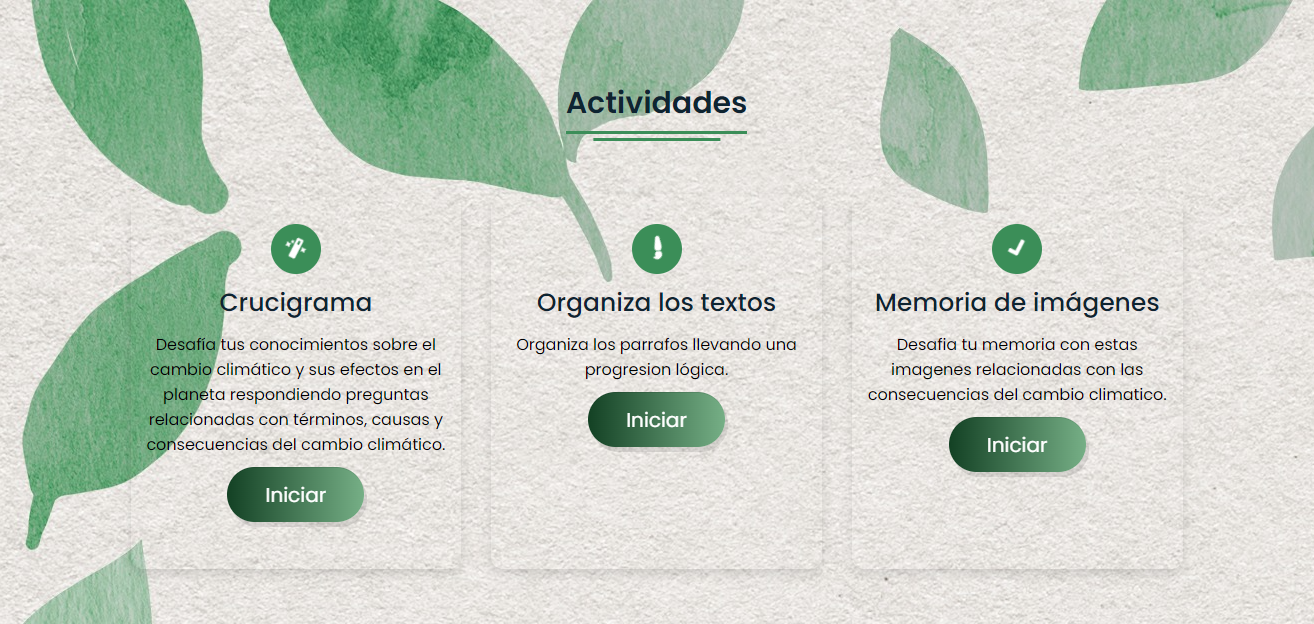 Actividades
Crucigrama
Desafía tus conocimientos sobre el
cambio climático y sus efectos en el
planeta respondiendo preguntas
relacionadas con términos, causas y
consecuencias del cambio climático.
Iniciar
Organiza los textos
Organiza los parrafos llevando una
progresion lógica.
Iniciar
Memoria de imágenes
Desafia tu memoria con estas
imagenes relacionadas con las
consecuencias del cambio climatico.
Iniciar